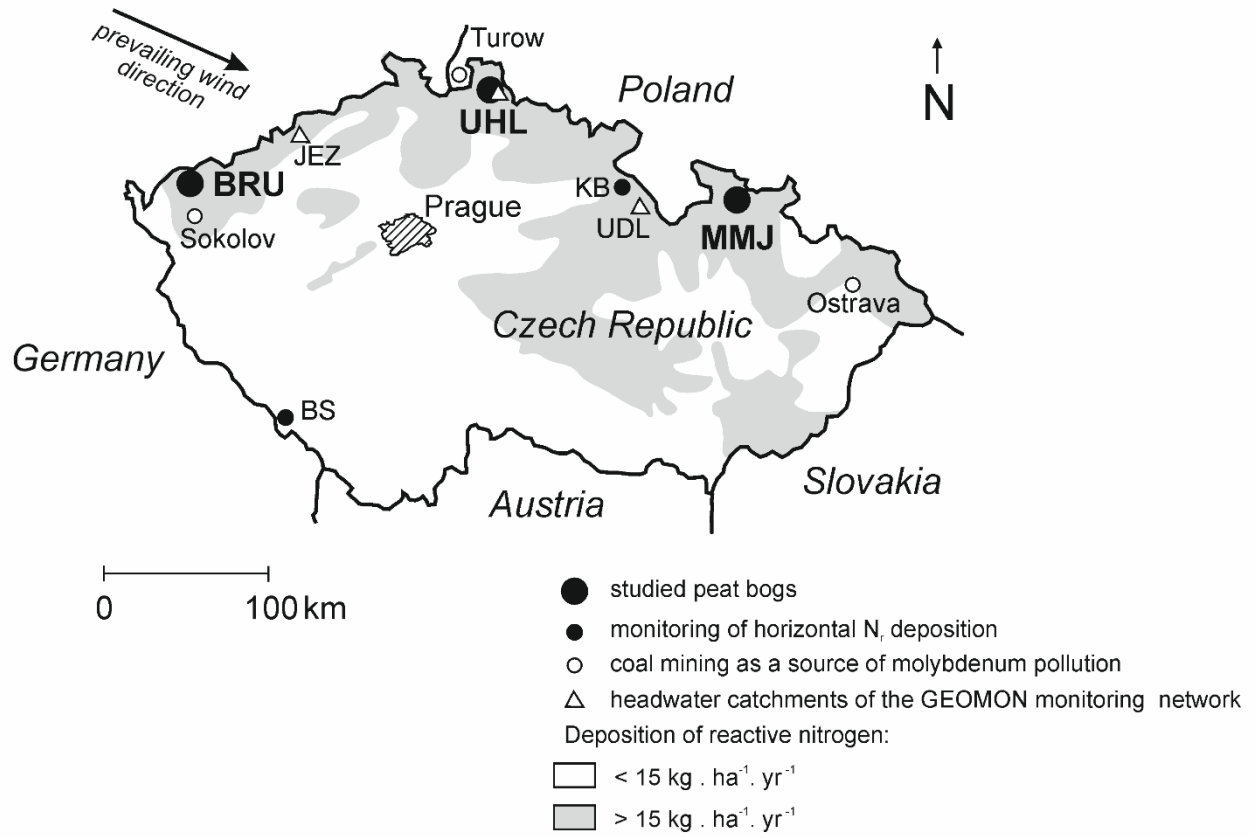 prevailing wind
direction
Turow
Poland
N
UHL
JEZ
BRU
KB
Prague
UDL
MMJ
Sokolov
Ostrava
Czech Republic
Germany
BS
Slovakia
Austria
0 100 km
studied peat bogs
monitoring of horizontal Nr deposition
coal mining as a source of molybdenum pollution
headwater catchments of the GEOMON monitoring network
Deposition of reactive nitrogen:
< 15 kg . ha⁻¹. yr⁻¹
> 15 kg . ha⁻¹. yr⁻¹